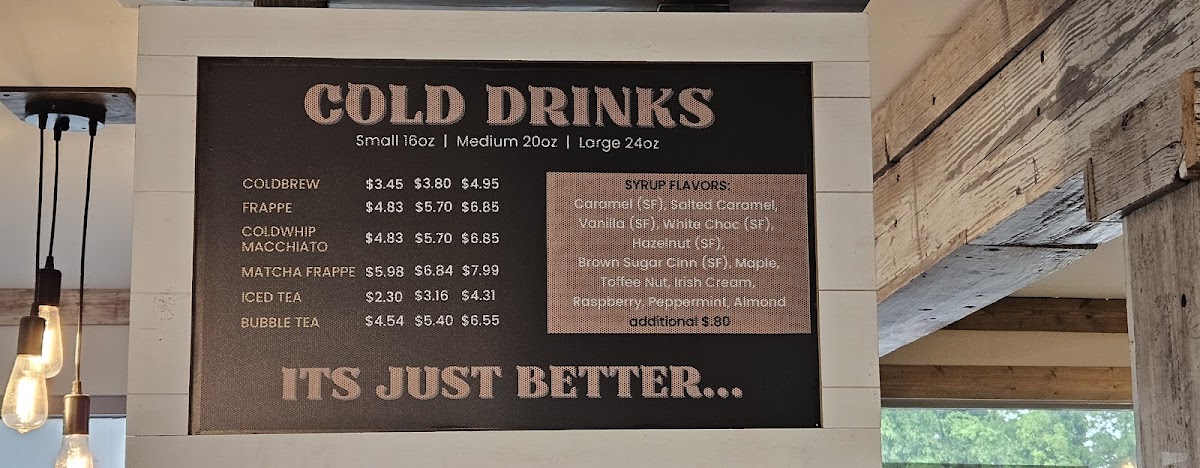 COLD DRINKS
Small 16oz | Medium 20oz | Large 24oz
COLDBREW $3.45 $3.80 $4.95
FRAPPE $4.83 $5.70 $6.85
COLDWHIP
MACCHIATO $4.83 $5.70 $6.85
MATCHA FRAPPE $5.98 $6.84 $7.99
ICED TEA $2.30 $3.16 $4.31
BUBBLE TEA $4.54 $5.40 $6.55
SYRUP FLAVORS:
Caramel (SF), Salted Caramel,
Vanilla (SF), White Choc (SF),
Hazelnut (SF),
Brown Sugar Cinn (SF), Maple,
Toffee Nut, Irish Cream,
Raspberry, Peppermint, Almond
additional $.80
ITS JUST BETTER...